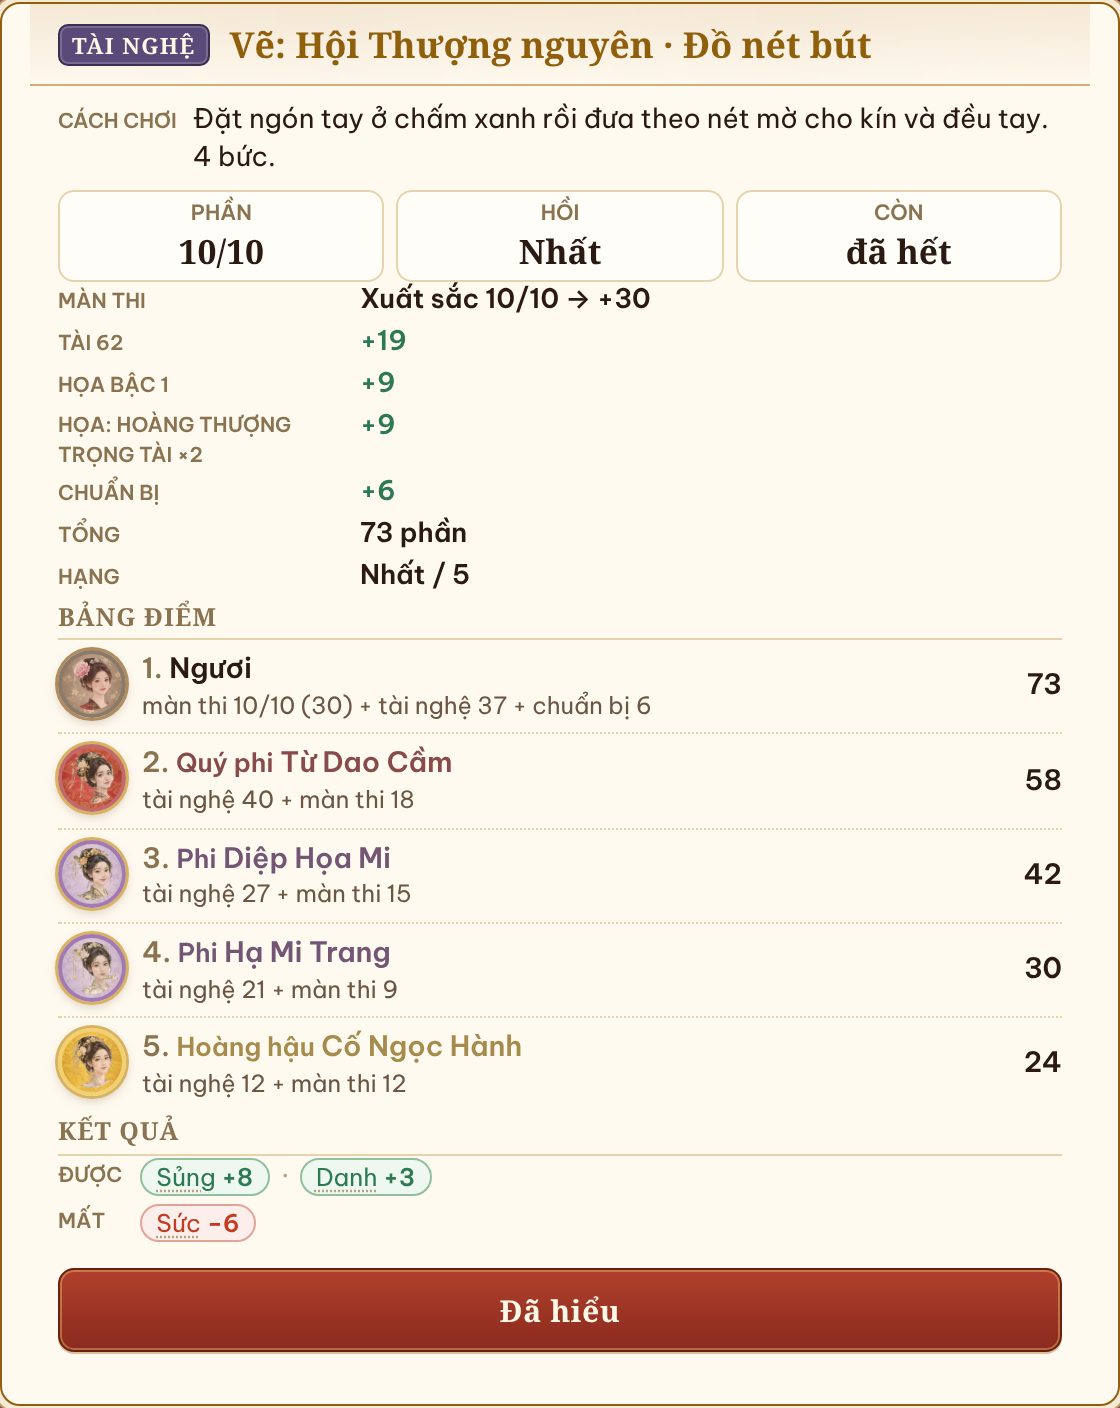 TÀI NGHỆ Vẽ: Hội Thượng nguyên · Đồ nét bút
CÁCH CHƠI Đặt ngón tay ở chấm xanh rồi đưa theo nét mờ cho kín và đều tay.
4 bức.
PHẦN HỒI CÒN
10/10 Nhất đã hết
MÀN THI Xuất sắc 10/10 → +30
TÀI 62 +19
HỌA BẬC 1 +9
HỌA: HOÀNG THƯỢNG +9
TRỌNG TÀI ×2
CHUẨN BỊ +6
TỔNG 73 phần
HẠNG Nhất / 5
BẢNG ĐIỂM
1. Ngươi 73
màn thi 10/10 (30) + tài nghệ 37 + chuẩn bị 6
2. Quý phi Từ Dao Cầm 58
tài nghệ 40 + màn thi 18
3. Phi Diệp Họa Mi 42
tài nghệ 27 + màn thi 15
4. Phi Hạ Mi Trang 30
tài nghệ 21 + màn thi 9
5. Hoàng hậu Cố Ngọc Hành 24
tài nghệ 12 + màn thi 12
KẾT QUẢ
ĐƯỢC Sủng +8 · Danh +3
MẤT Sức −6
Đã hiểu